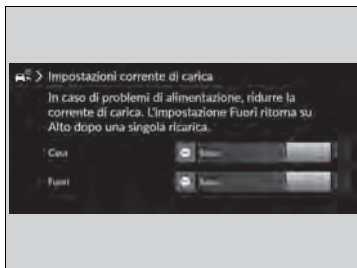 > Impostazioni corrente di carica
In caso di problemi di alimentazione, ridurre la
corrente di carica. L'impostazione Fuori ritorna su
Alto dopo una singola ricarica.
Casa
Fuori